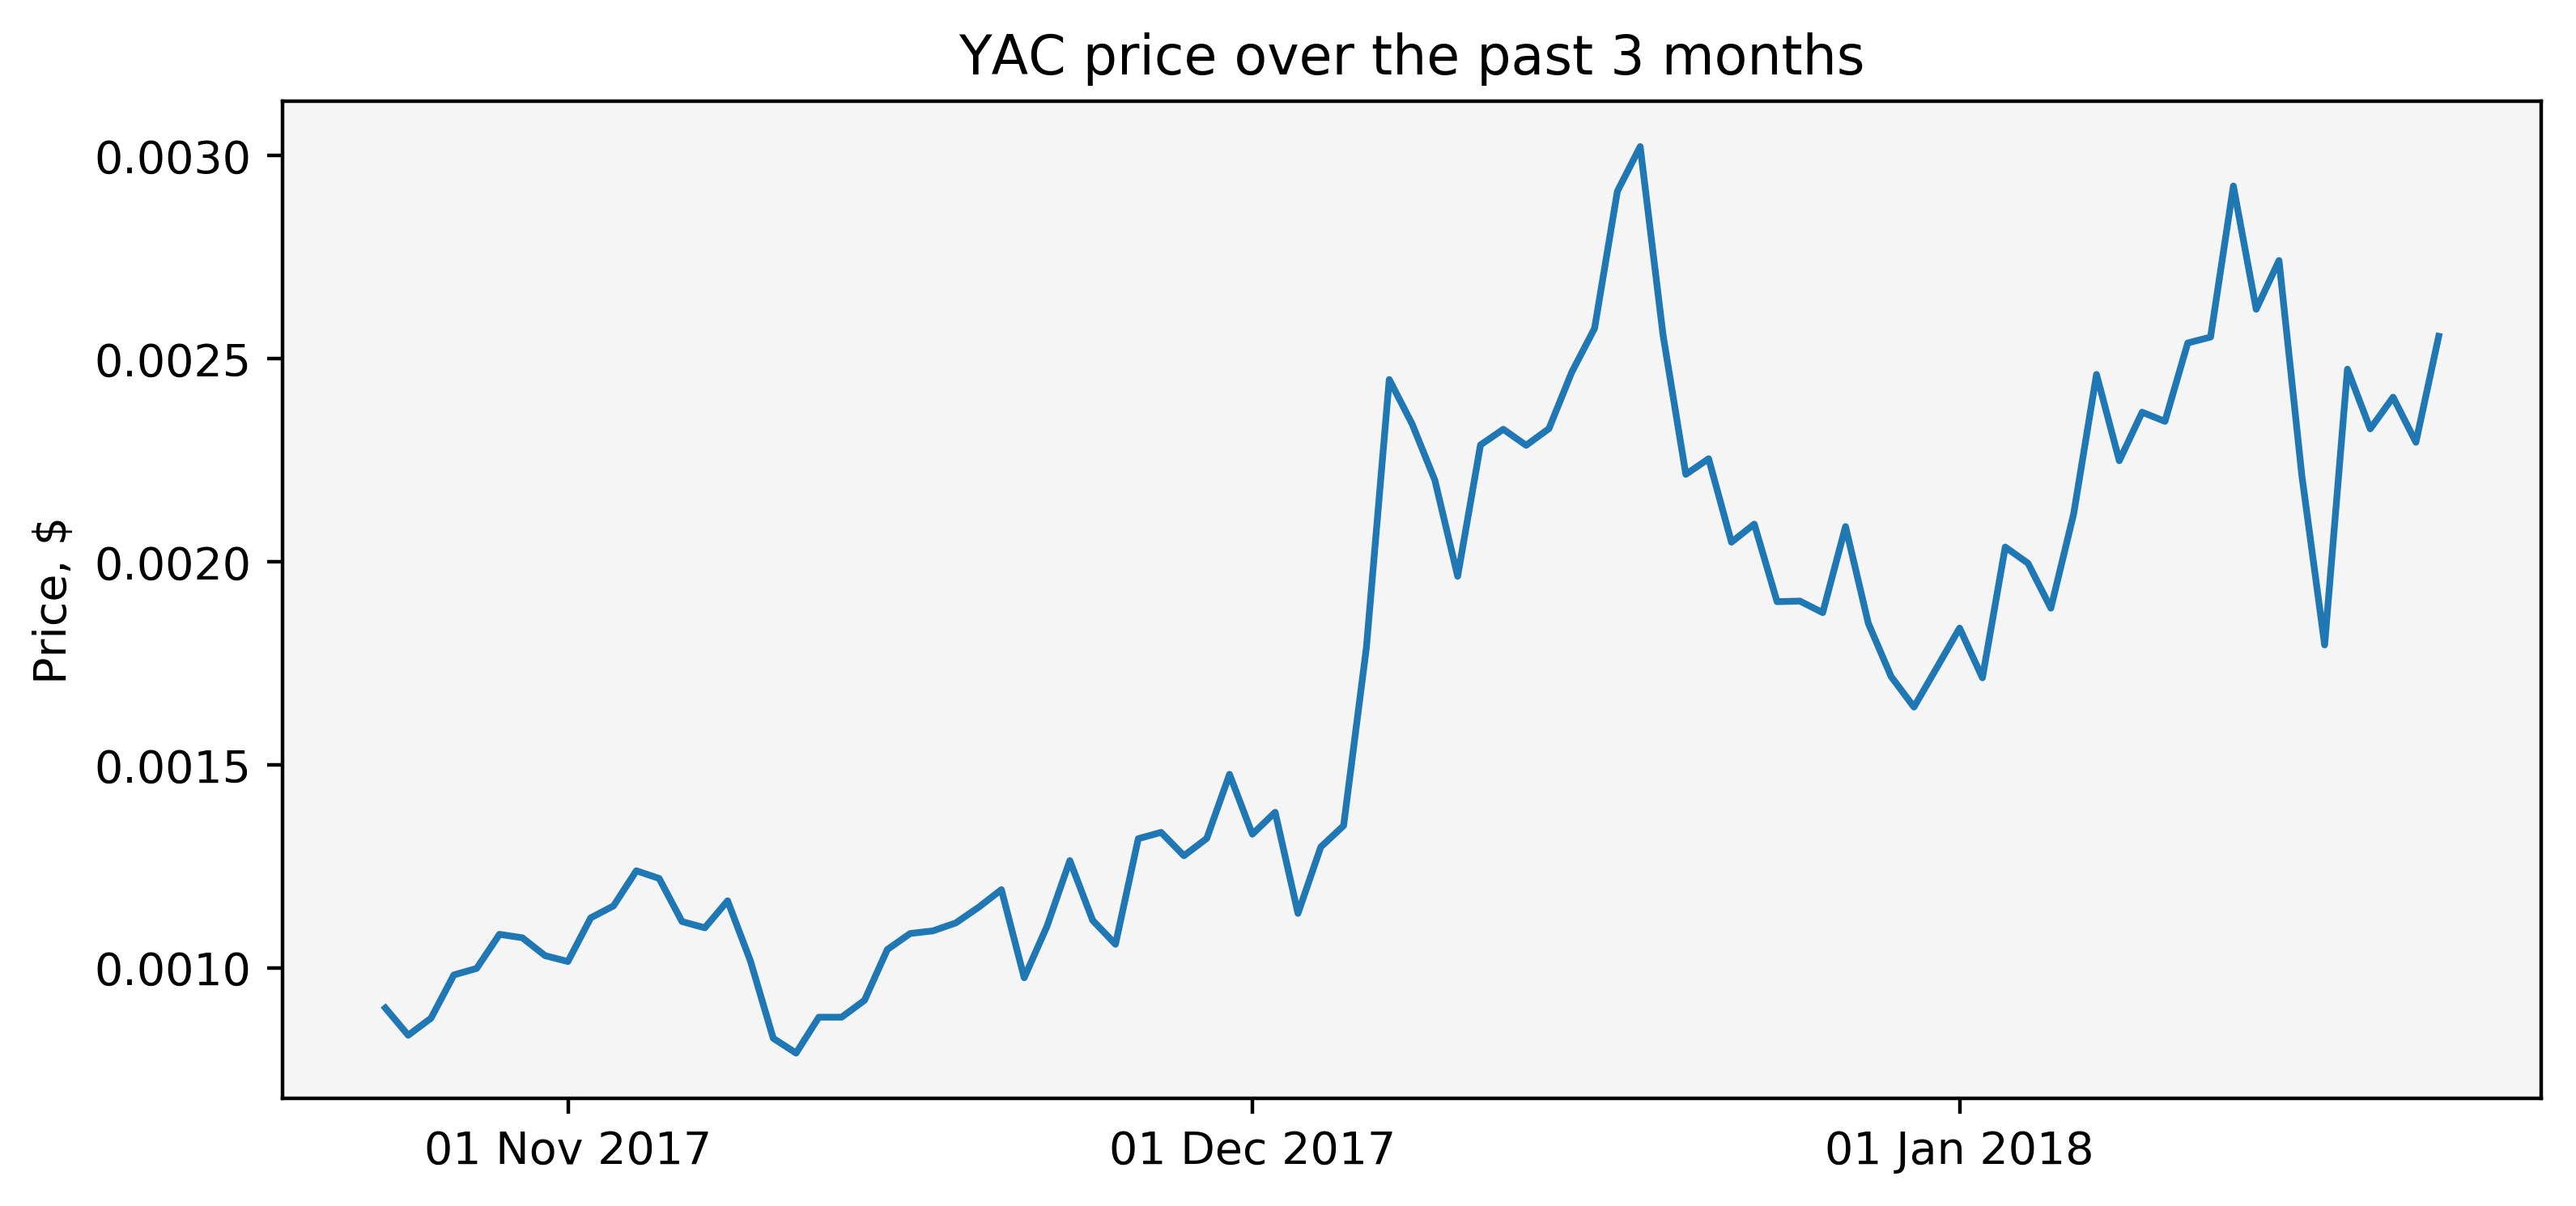 YAC price over the past 3 months
Price, $
0.0030
0.0025
0.0020
0.0015
0.0010
01 Nov 2017
01 Dec 2017
01 Jan 2018